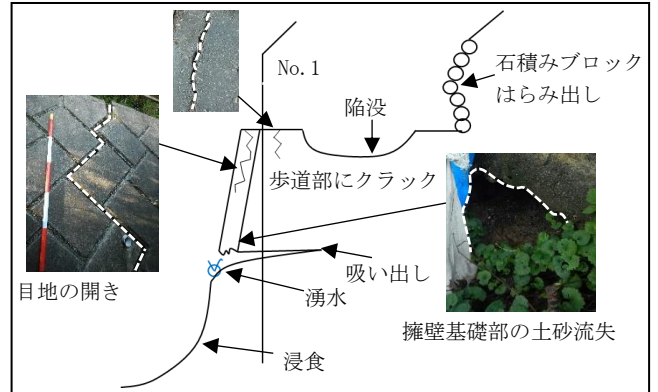 No.1
石積みブロック
はらみ出し
陥没
歩道部にクラック
目地の開き
吸い出し
湧水
擁壁基礎部の土砂流失
浸食